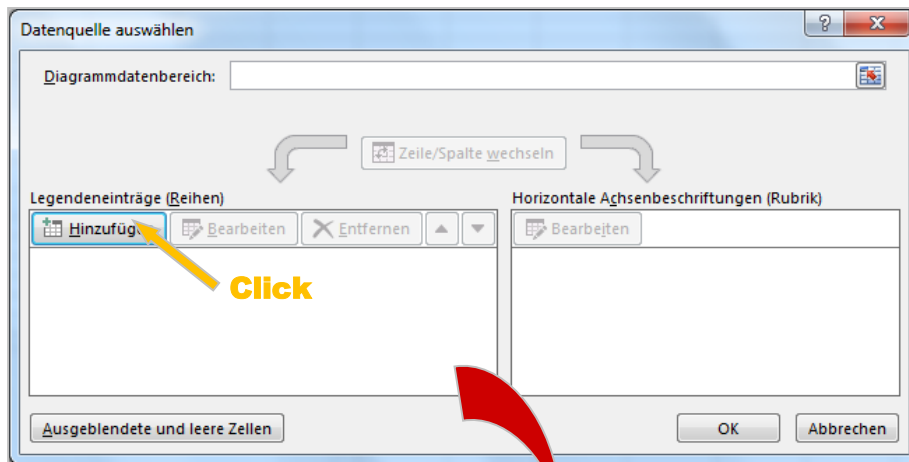 Datenquelle auswählen
?
Diagrammdatenbereich:
Zeile/Spalte wechseln
Legendeneinträge (Reihen)
Horizontale Achsenbeschriftungen (Rubrik)
Hinzufüg
Bearbeiten
Entfernen
Bearbeiten
Click
Ausgeblendete und leere Zellen
OK
Abbrechen